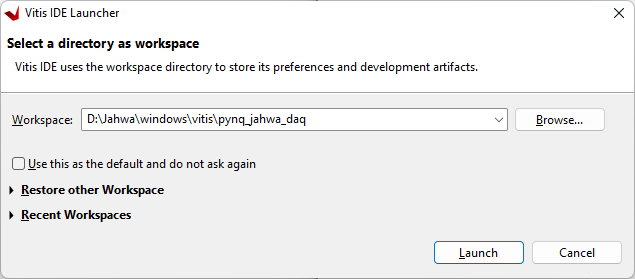 Vitis IDE Launcher
Select a directory as workspace
Vitis IDE uses the workspace directory to store its preferences and development artifacts.
Workspace: D:\Jahwa\windows\vitis\pynq_jahwa_daq Browse...
Use this as the default and do not ask again
Restore other Workspace
Recent Workspaces
Launch Cancel